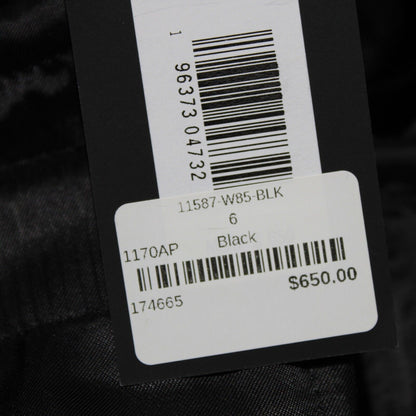 1 96373 04732
11587-W85-BLK
6
Black
1170AP
174665
$650.00